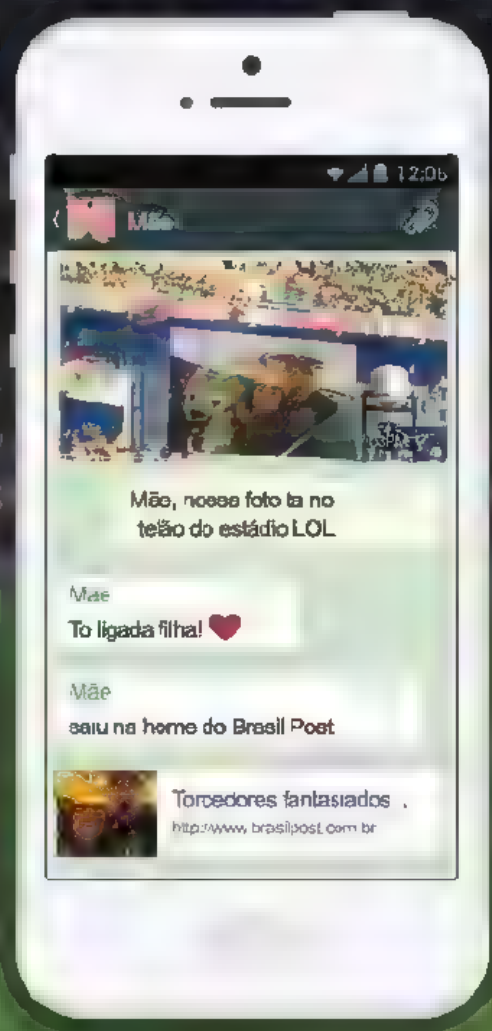 12:06
Mãe
Mãe, nossa foto ta no
telão do estádio LOL
Mãe
To ligada filha! ❤
Mãe
saiu na home do Brasil Post
Torcedores fantasiados .
http://www.brasilpost.com.br